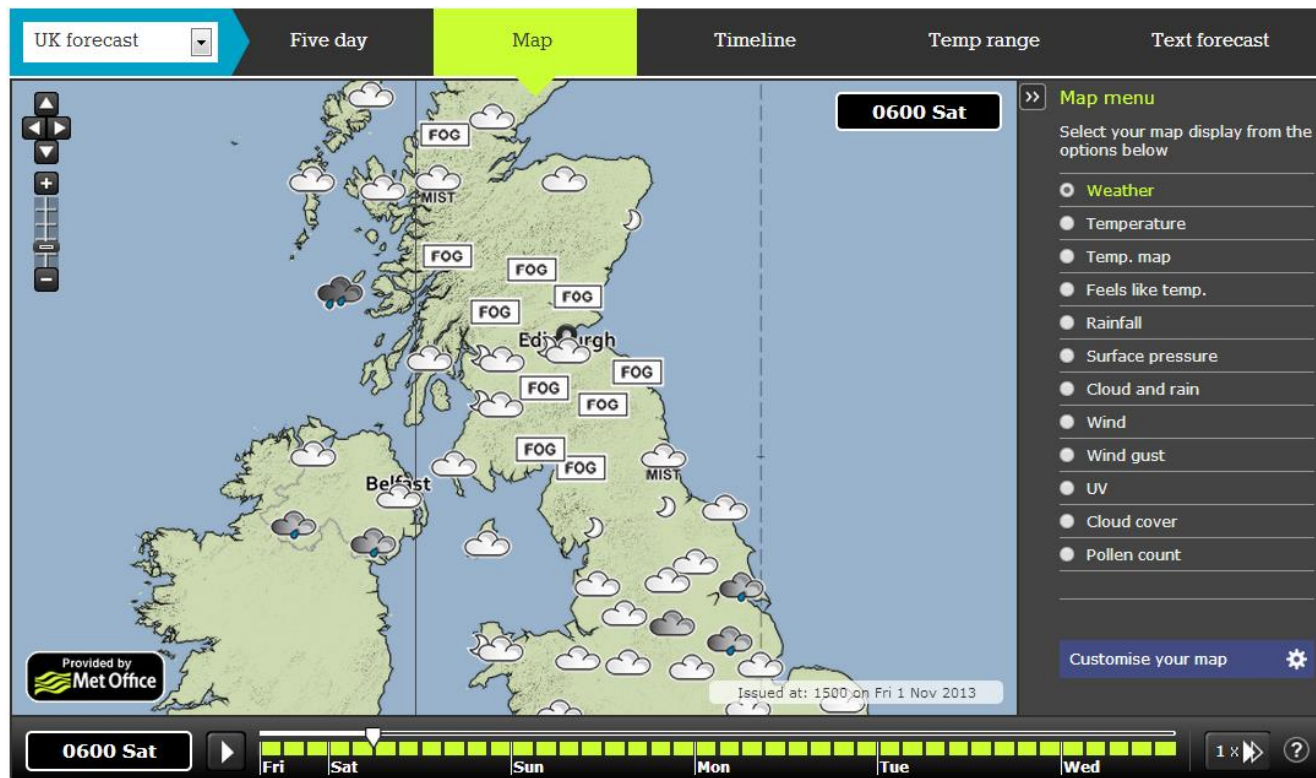 UK forecast
Five day
Map
Timeline
Temp range
Text forecast
0600 Sat
Map menu
Select your map display from the
options below
Weather
Temperature
Temp. map
Feels like temp.
Rainfall
Surface pressure
Cloud and rain
Wind
Wind gust
UV
Cloud cover
Pollen count
Customise your map
FOG
MIST
FOG
FOG
FOG
FOG
Edinburgh
FOG
FOG
FOG
FOG
FOG
MIST
Belfast
Provided by
Met Office
Issued at: 1500 on Fri 1 Nov 2013
0600 Sat
Fri
Sat
Sun
Mon
Tue
Wed
1 x
?